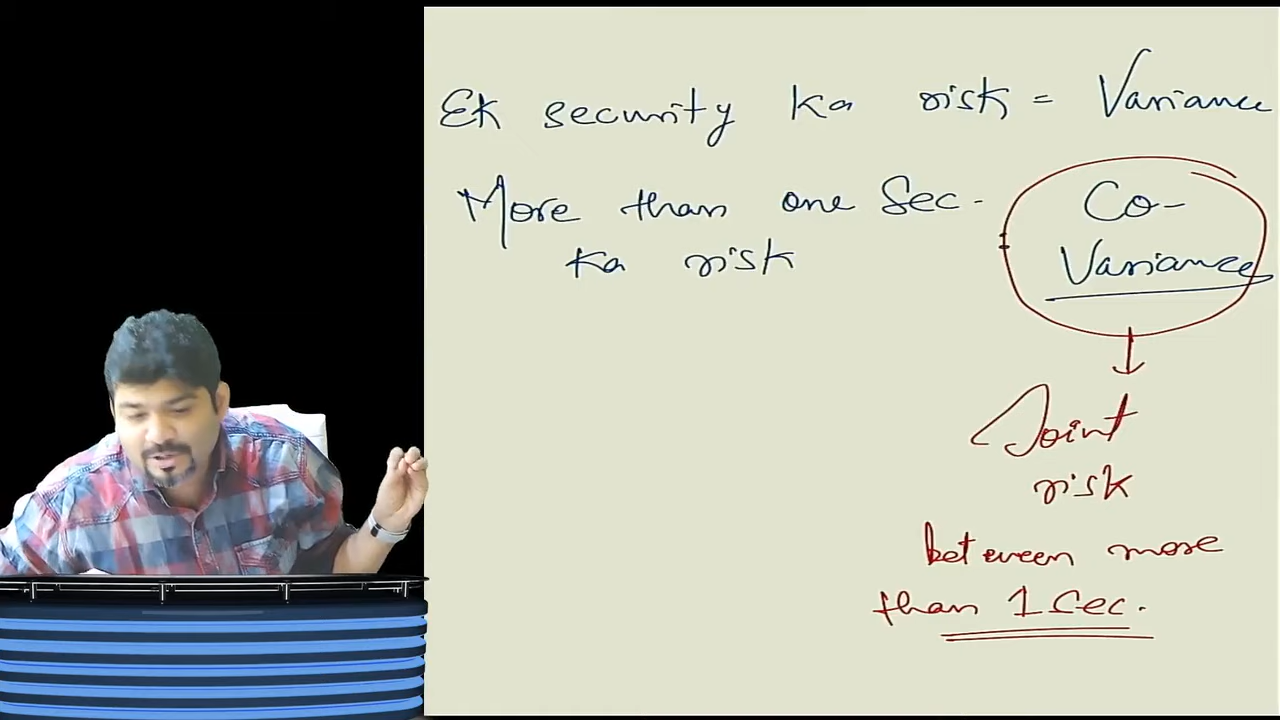 Ek security ka risk = Variance
More than one Sec. Co-
ka risk Variance
Joint
risk
between more
than 1 Sec.